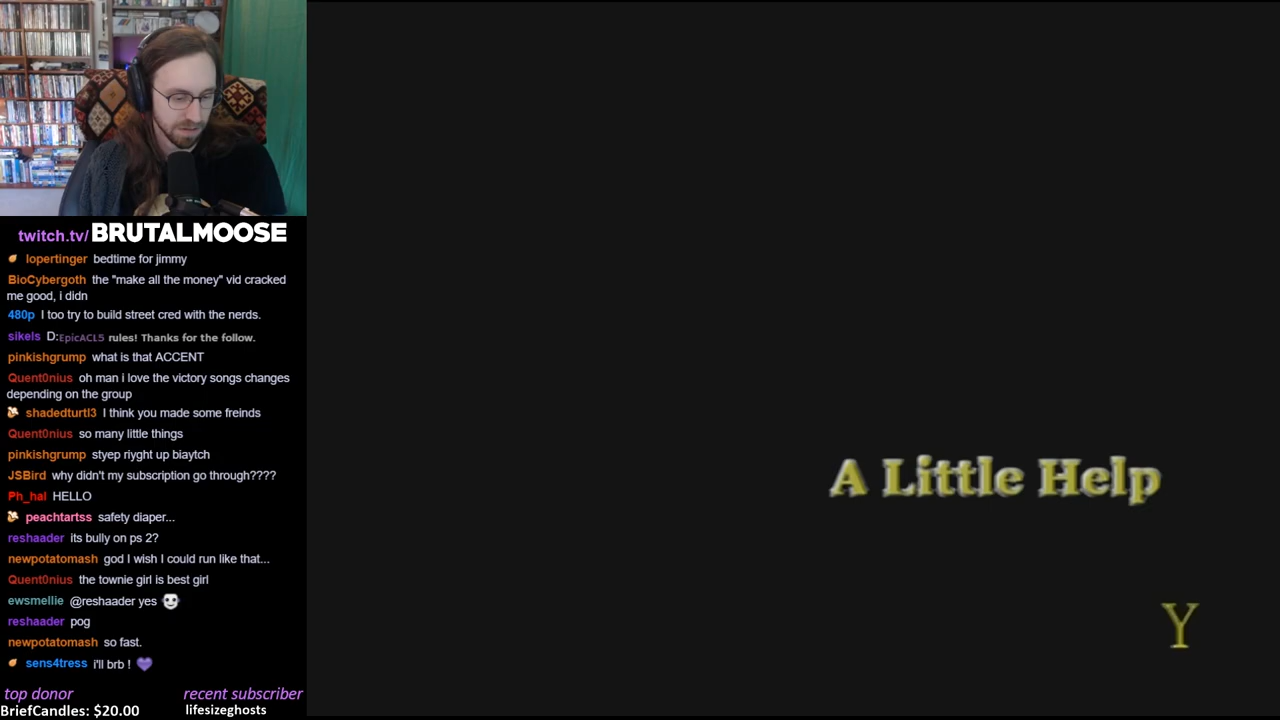 twitch.tv/BRUTALMOOSE
lopertinger bedtime for jimmy
BioCybergoth the "make all the money" vid cracked
me good, i didn
480p I too try to build street cred with the nerds.
sikels D:
EpicACL5 rules! Thanks for the follow.
pinkishgrump what is that ACCENT
Quent0nius oh man i love the victory songs changes
depending on the group
shadedturtl3 I think you made some freinds
Quent0nius so many little things
pinkishgrump styep riyght up biaytch
JSBird why didn't my subscription go through????
Ph_hal HELLO
peachtartss safety diaper...
reshaader its bully on ps 2?
newpotatomash god I wish I could run like that...
Quent0nius the townie girl is best girl
ewsmellie @reshaader yes
reshaader pog
newpotatomash so fast.
sens4tress i'll brb !
top donor
BriefCandles: $20.00
recent subscriber
lifesizeghosts
A Little Help
Y